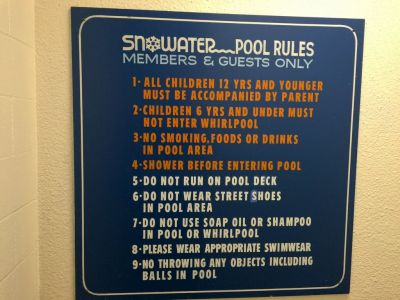 SNOWATER POOL RULES
MEMBERS & GUESTS ONLY
1-ALL CHILDREN 12 YRS AND YOUNGER
MUST BE ACCOMPANIED BY PARENT
2-CHILDREN 6 YRS AND UNDER MUST
NOT ENTER WHIRLPOOL
3-NO SMOKING,FOODS OR DRINKS
IN POOL AREA
4-SHOWER BEFORE ENTERING POOL
5-DO NOT RUN ON POOL DECK
6-DO NOT WEAR STREET SHOES
IN POOL AREA
7-DO NOT USE SOAP OIL OR SHAMPOO
IN POOL OR WHIRLPOOL
8-PLEASE WEAR APPROPRIATE SWIMWEAR
9-NO THROWING ANY OBJECTS INCLUDING
BALLS IN POOL